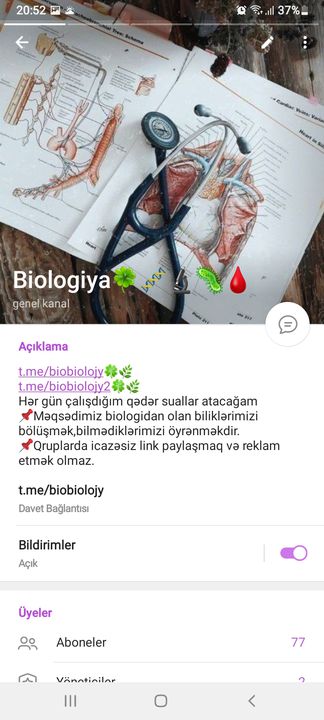 20:52
37%
Biologiya
genel kanal
Açıklama
t.me/biobiolojy
t.me/biobiolojy2
Hər gün çalışdığım qədər suallar atacağam
Məqsədimiz biologidan olan biliklərimizi
bölüşmək,bilmədiklərimizi öyrənməkdir.
Qruplarda icazəsiz link paylaşmaq və reklam
etmək olmaz.
t.me/biobiolojy
Davet Bağlantısı
Bildirimler
Açık
Üyeler
Aboneler 77
Yöneticiler 2